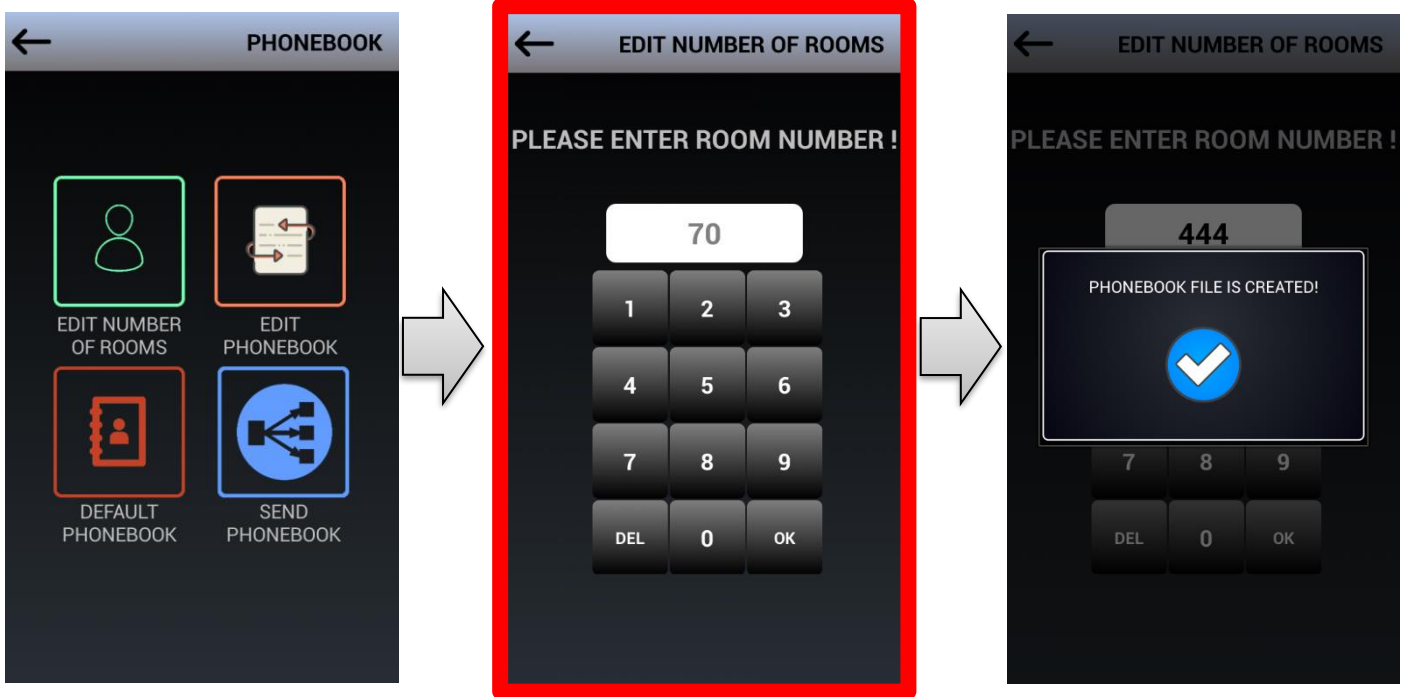 PHONEBOOK
EDIT NUMBER
OF ROOMS
EDIT
PHONEBOOK
DEFAULT
PHONEBOOK
SEND
PHONEBOOK
EDIT NUMBER OF ROOMS
PLEASE ENTER ROOM NUMBER !
70
1 2 3
4 5 6
7 8 9
DEL 0 OK
EDIT NUMBER OF ROOMS
PLEASE ENTER ROOM NUMBER !
444
PHONEBOOK FILE IS CREATED!
7 8 9
DEL 0 OK